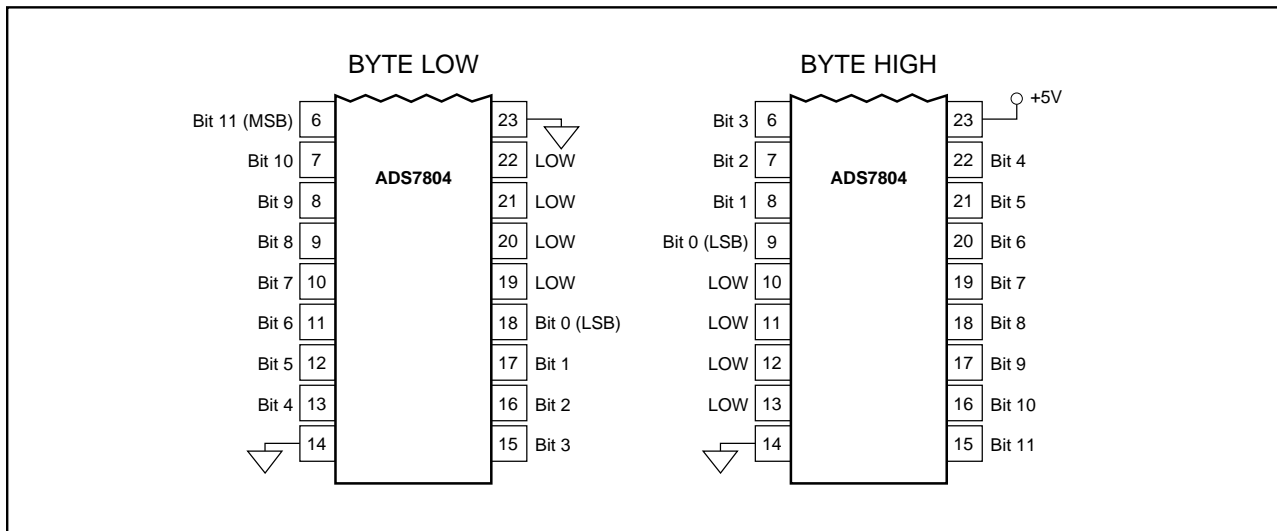 BYTE LOW
Bit 11 (MSB) 6
Bit 10 7
Bit 9 8
Bit 8 9
Bit 7 10
Bit 6 11
Bit 5 12
Bit 4 13
14
ADS7804
23
22 LOW
21 LOW
20 LOW
19 LOW
18 Bit 0 (LSB)
17 Bit 1
16 Bit 2
15 Bit 3
BYTE HIGH
Bit 3 6
Bit 2 7
Bit 1 8
Bit 0 (LSB) 9
LOW 10
LOW 11
LOW 12
LOW 13
14
ADS7804
+5V
23
22 Bit 4
21 Bit 5
20 Bit 6
19 Bit 7
18 Bit 8
17 Bit 9
16 Bit 10
15 Bit 11